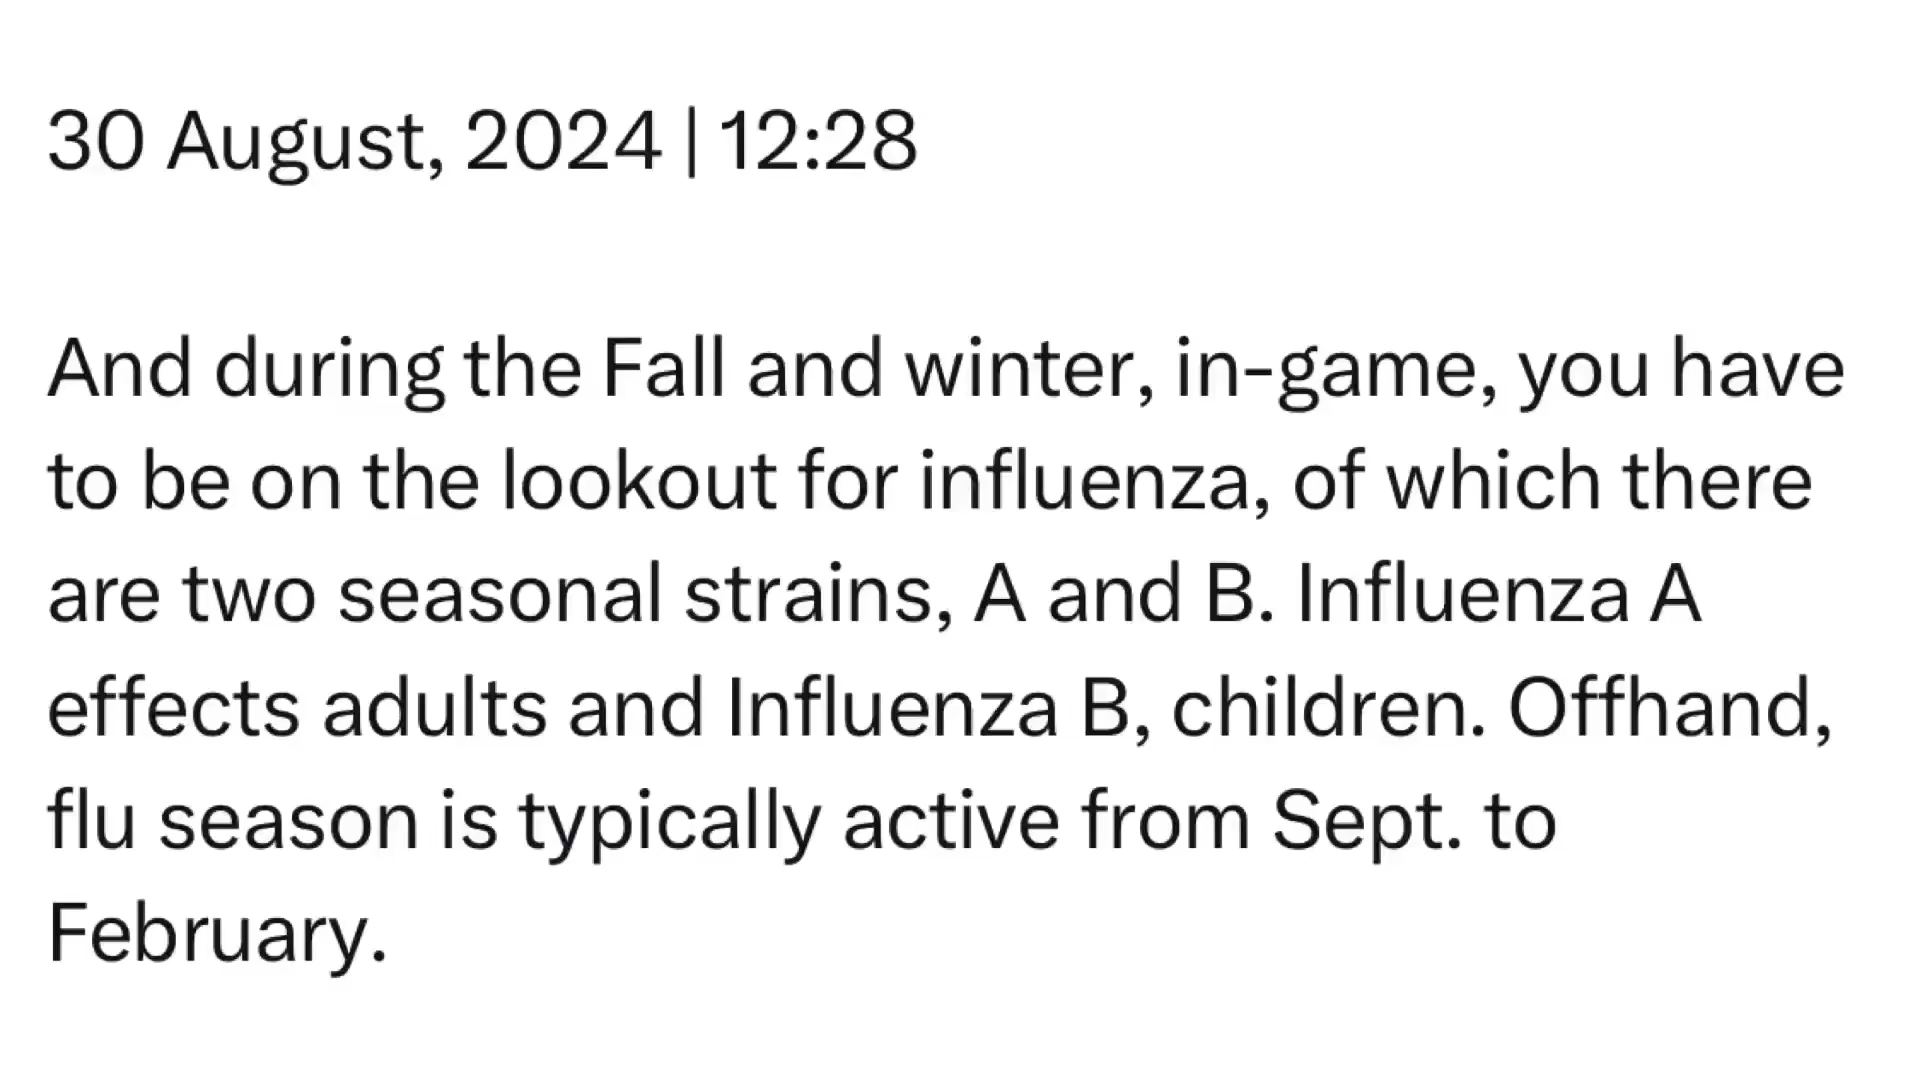 30 August, 2024 | 12:28
And during the Fall and winter, in-game, you have
to be on the lookout for influenza, of which there
are two seasonal strains, A and B. Influenza A
effects adults and Influenza B, children. Offhand,
flu season is typically active from Sept. to
February.